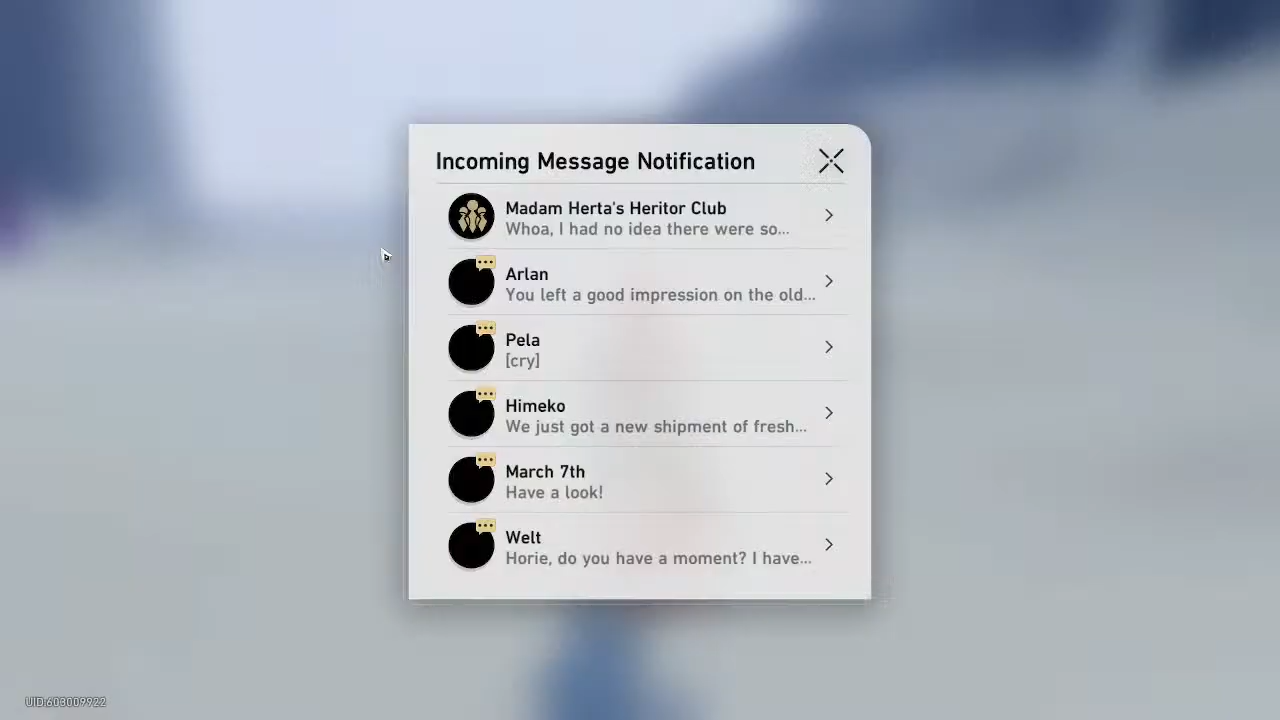 Incoming Message Notification
Madam Herta's Heritor Club
Whoa, I had no idea there were so...
Arlan
You left a good impression on the old...
Pela
[cry]
Himeko
We just got a new shipment of fresh...
March 7th
Have a look!
Welt
Horie, do you have a moment? I have...
UID:603009922